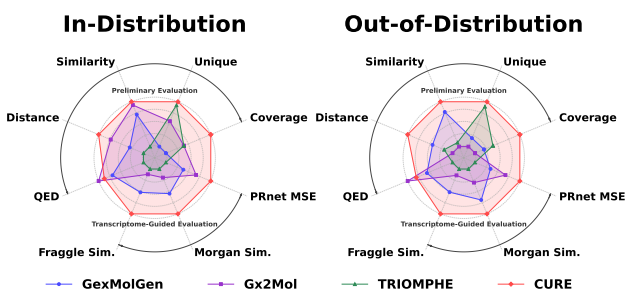 In-Distribution
Out-of-Distribution
Similarity
Unique
Preliminary Evaluation
Distance
Coverage
QED
PRnet MSE
Transcriptome-Guided Evaluation
Fraggle Sim.
Morgan Sim.
Similarity
Unique
Preliminary Evaluation
Distance
Coverage
QED
PRnet MSE
Transcriptome-Guided Evaluation
Fraggle Sim.
Morgan Sim.
GexMolGen
Gx2Mol
TRIOMPHE
CURE